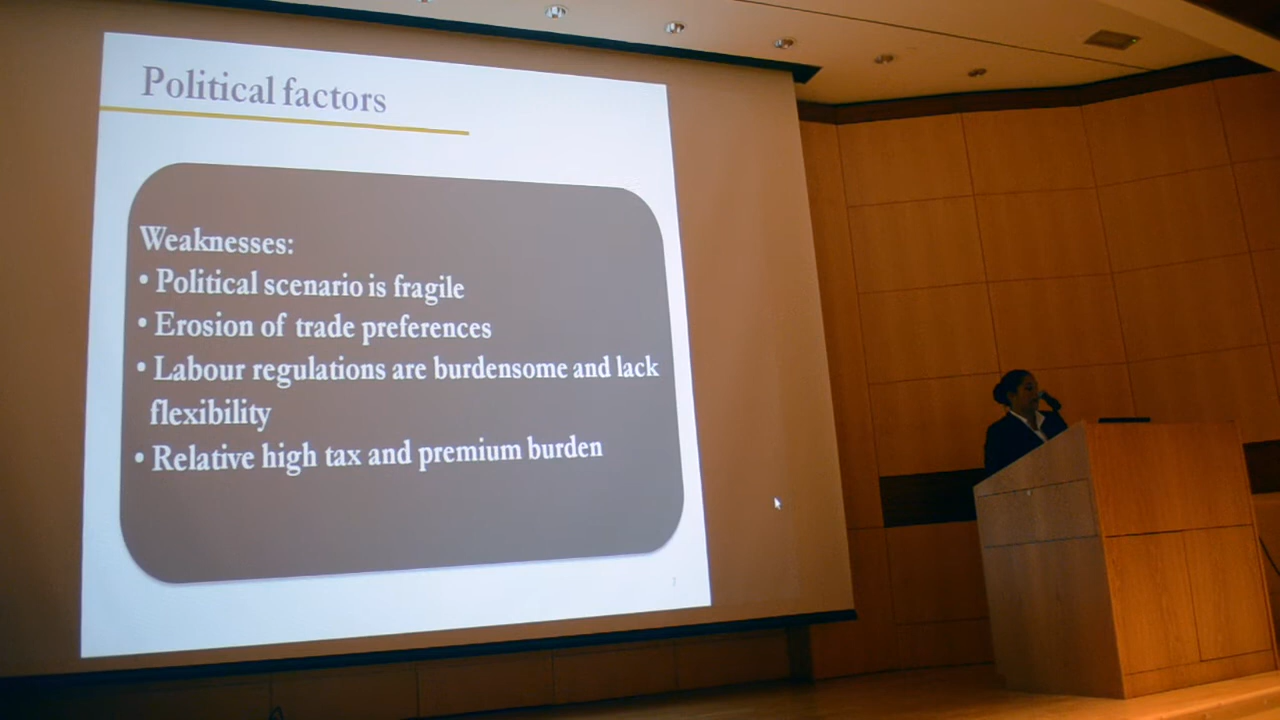 Political factors
Weaknesses:
• Political scenario is fragile
• Erosion of trade preferences
• Labour regulations are burdensome and lack
flexibility
• Relative high tax and premium burden